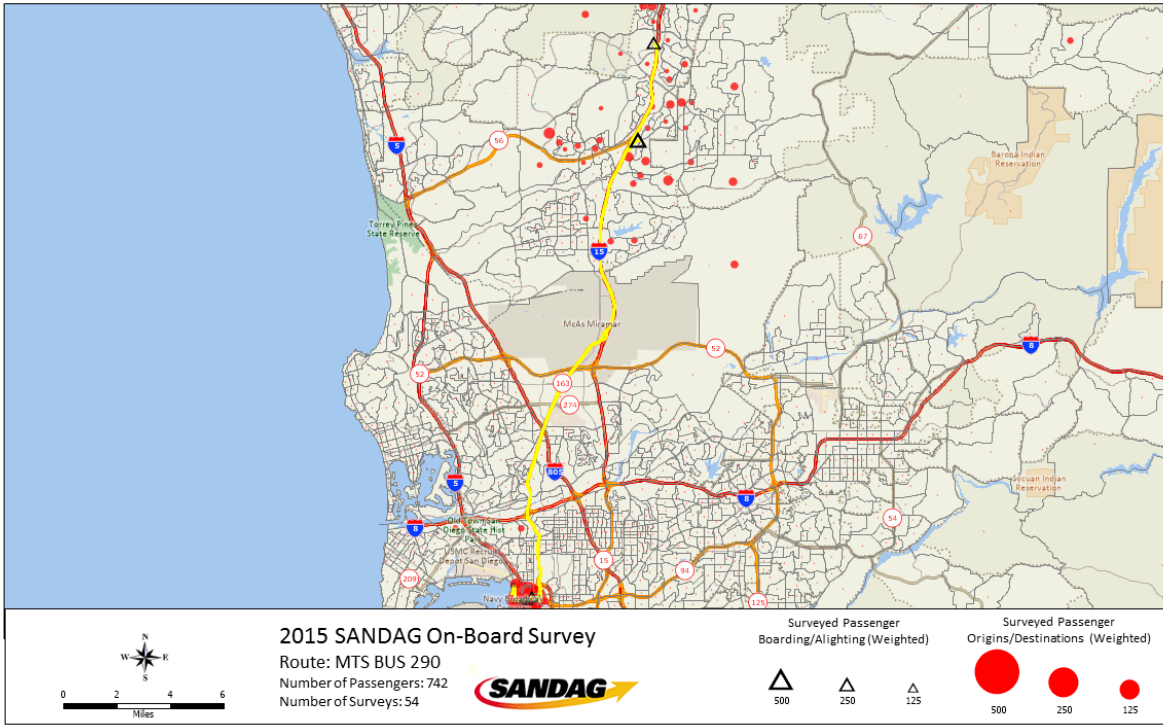 56
5
Barona Indian
Reservation
Torrey Pines
State Reserve
67
15
McAs Miramar
52
8
52
163
274
805
5
8
Sycuan Indian
Reservation
Old Town San
Diego State Hist
Park
8
54
USMC Recruit
Depot San Diego
15
94
209
Navy Broadway
125
N
W E
S
0 2 4 6
Miles
2015 SANDAG On-Board Survey
Route: MTS BUS 290
Number of Passengers: 742
Number of Surveys: 54
SANDAG
Surveyed Passenger
Boarding/Alighting (Weighted)
500 250 125
Surveyed Passenger
Origins/Destinations (Weighted)
500 250 125